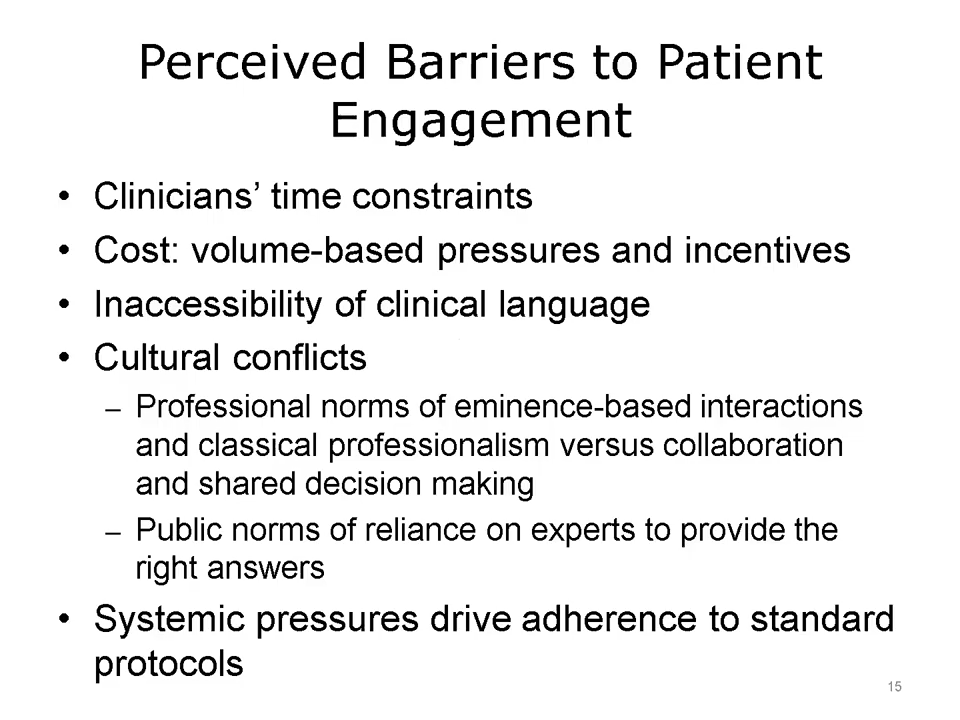 Perceived Barriers to Patient
Engagement
• Clinicians’ time constraints
• Cost: volume-based pressures and incentives
• Inaccessibility of clinical language
• Cultural conflicts
– Professional norms of eminence-based interactions
and classical professionalism versus collaboration
and shared decision making
– Public norms of reliance on experts to provide the
right answers
• Systemic pressures drive adherence to standard
protocols
15